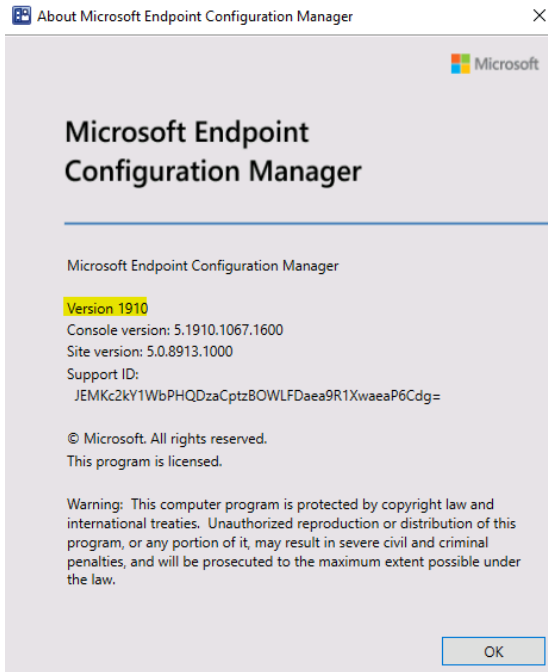 About Microsoft Endpoint Configuration Manager
Microsoft
Microsoft Endpoint
Configuration Manager
Microsoft Endpoint Configuration Manager
Version 1910
Console version: 5.1910.1067.1600
Site version: 5.0.8913.1000
Support ID:
JEMKc2kY1WbPHQDzaCptzBOWLFDaea9R1XwaeaP6Cdg=
© Microsoft. All rights reserved.
This program is licensed.
Warning:  This computer program is protected by copyright law and
international treaties.  Unauthorized reproduction or distribution of this
program, or any portion of it, may result in severe civil and criminal
penalties, and will be prosecuted to the maximum extent possible under
the law.
OK